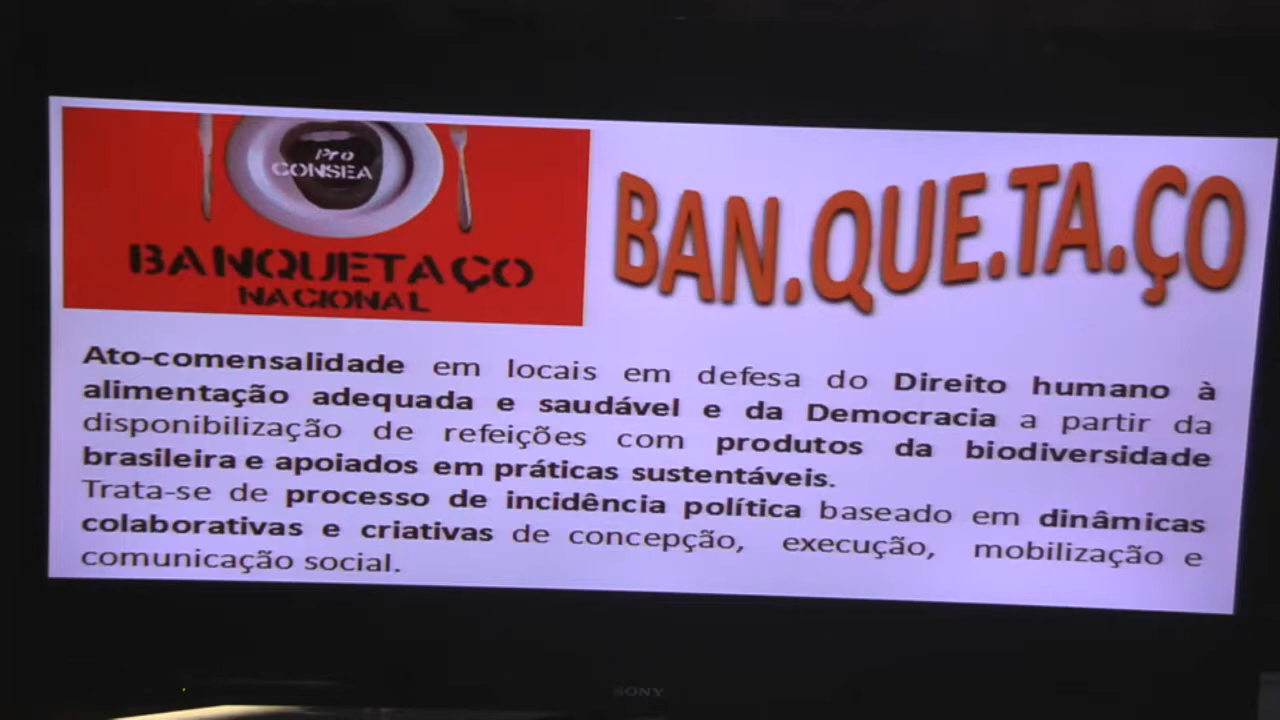 Pro
CONSEA
BANQUETAÇO
NACIONAL
BAN.QUE.TA.ÇO
Ato-comensalidade em locais em defesa do Direito humano à
alimentação adequada e saudável e da Democracia a partir da
disponibilização de refeições com produtos da biodiversidade
brasileira e apoiados em práticas sustentáveis.
Trata-se de processo de incidência política baseado em dinâmicas
colaborativas e criativas de concepção, execução, mobilização e
comunicação social.
SONY